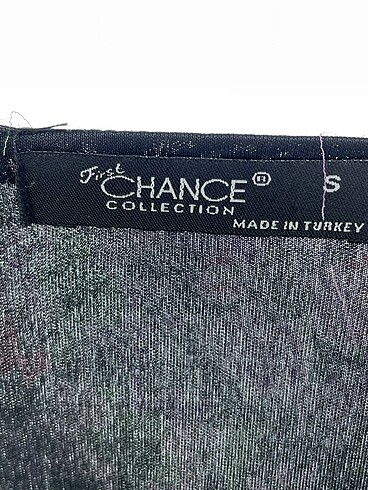 First
CHANCE® S
COLLECTION
MADE IN TURKEY